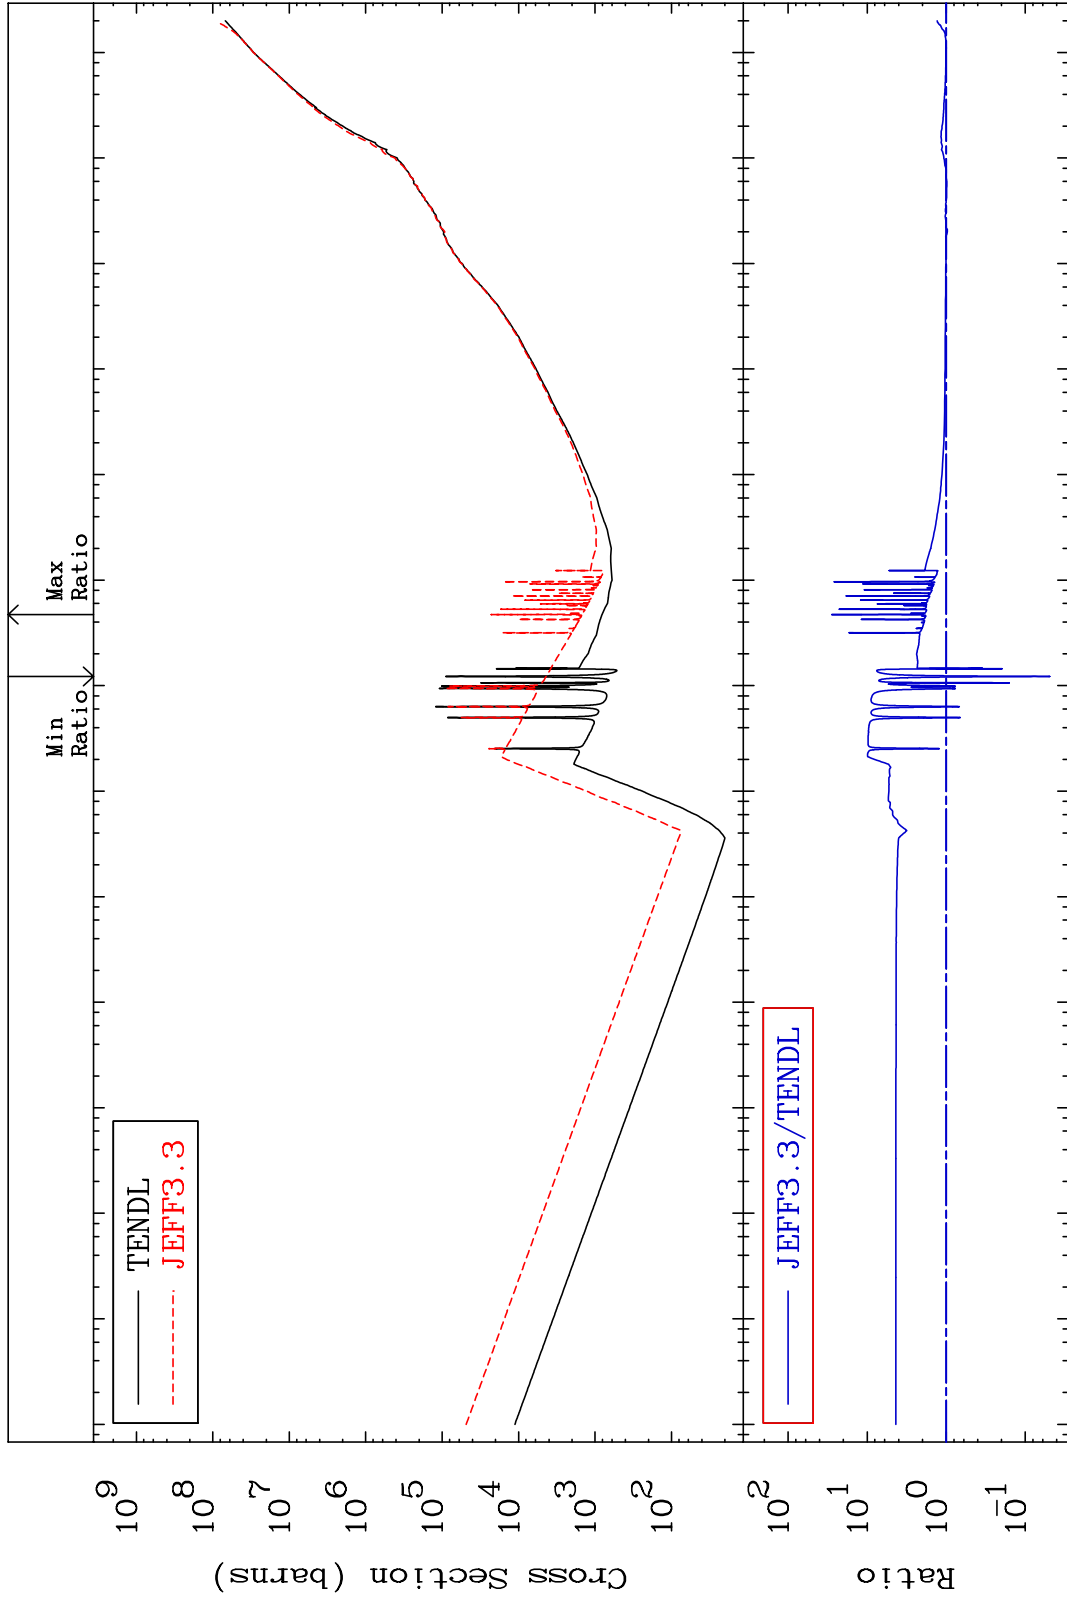 Min
Ratio
Max
Ratio
TENDL
JEFF3.3
10^9
10^8
10^7
10^6
10^5
10^4
10^3
10^2
Cross Section (barns)
JEFF3.3/TENDL
10^2
10^1
10^0
10^-1
Ratio